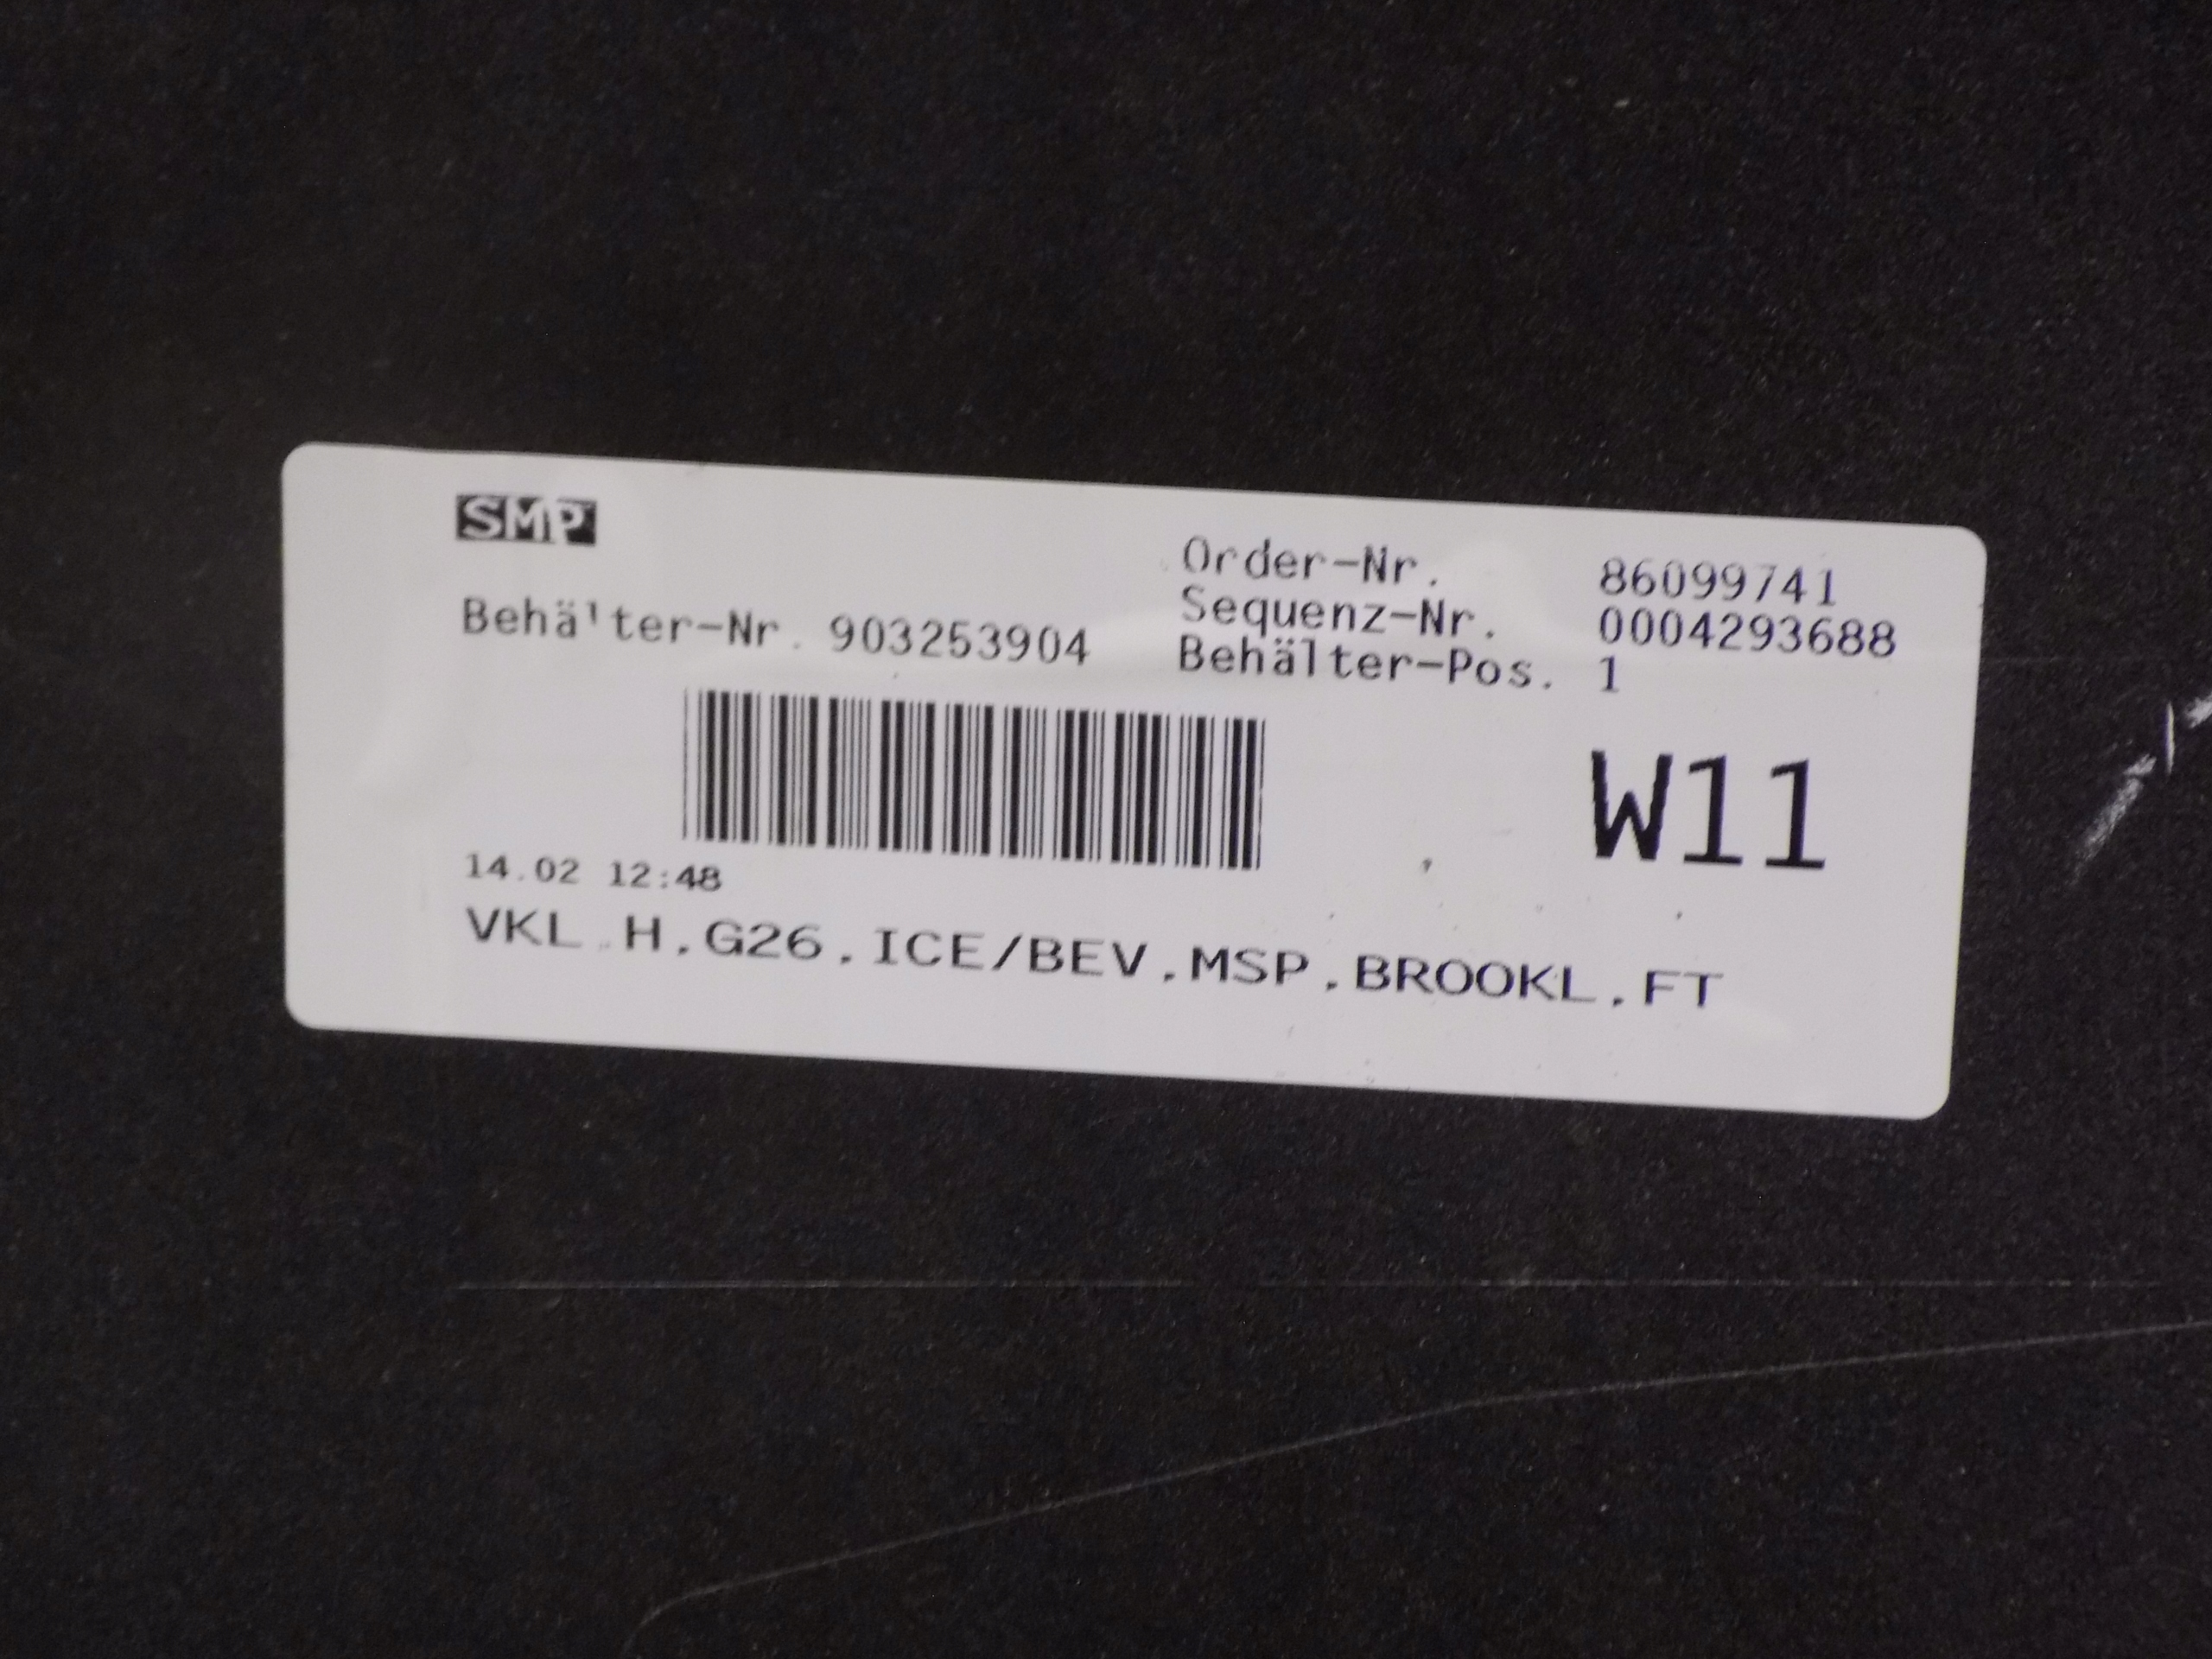 SMP
Order-Nr. 86099741
Sequenz-Nr. 0004293688
Behälter-Nr. 903253904
Behälter-Pos. 1
W11
14.02 12:48
VKL.H.G26.ICE/BEV.MSP.BROOKL.FT